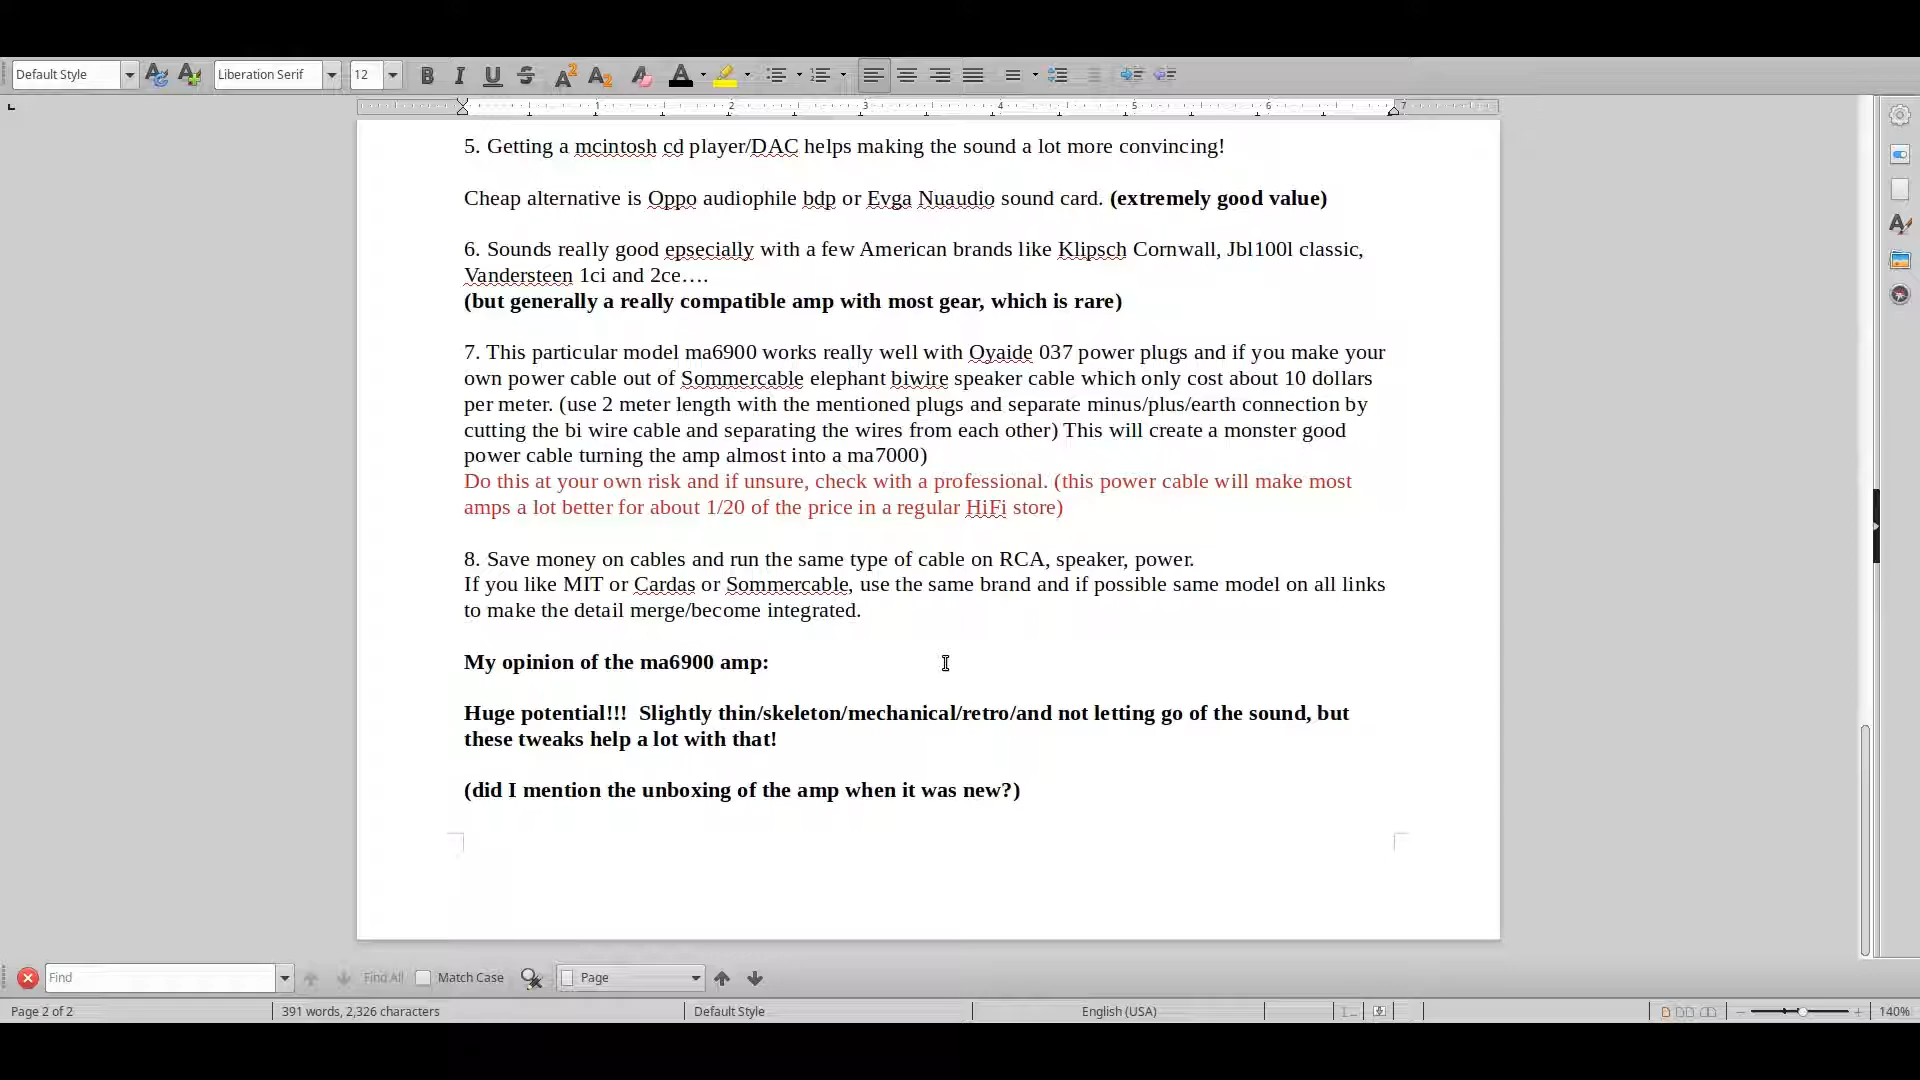 Default Style
Liberation Serif
12
1 2 3 4 5 6 7
5. Getting a mcintosh cd player/DAC helps making the sound a lot more convincing!
Cheap alternative is Oppo audiophile bdp or Evga Nuaudio sound card. (extremely good value)
6. Sounds really good epsecially with a few American brands like Klipsch Cornwall, Jbl100l classic,
Vandersteen 1ci and 2ce….
(but generally a really compatible amp with most gear, which is rare)
7. This particular model ma6900 works really well with Oyaide 037 power plugs and if you make your
own power cable out of Sommercable elephant biwire speaker cable which only cost about 10 dollars
per meter. (use 2 meter length with the mentioned plugs and separate minus/plus/earth connection by
cutting the bi wire cable and separating the wires from each other) This will create a monster good
power cable turning the amp almost into a ma7000)
Do this at your own risk and if unsure, check with a professional. (this power cable will make most
amps a lot better for about 1/20 of the price in a regular HiFi store)
8. Save money on cables and run the same type of cable on RCA, speaker, power.
If you like MIT or Cardas or Sommercable, use the same brand and if possible same model on all links
to make the detail merge/become integrated.
My opinion of the ma6900 amp:
Huge potential!!!  Slightly thin/skeleton/mechanical/retro/and not letting go of the sound, but
these tweaks help a lot with that!
(did I mention the unboxing of the amp when it was new?)
Find
Find All
Match Case
Page
Page 2 of 2
391 words, 2,326 characters
Default Style
English (USA)
140%